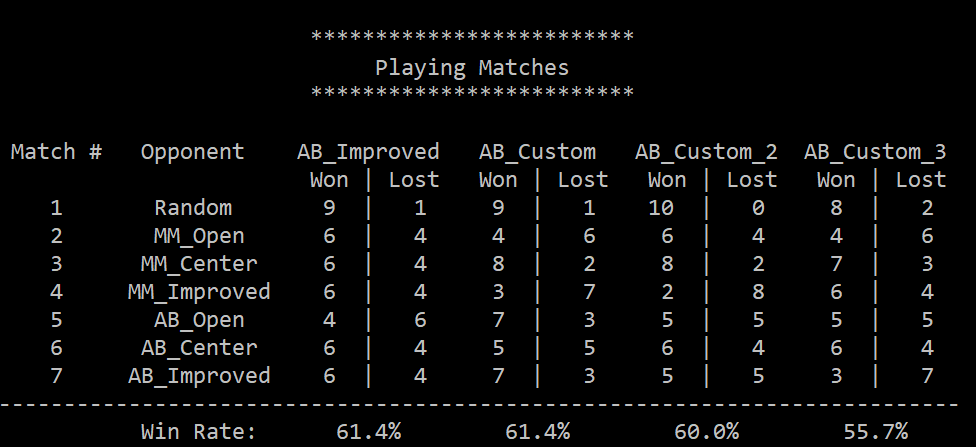 *************************
Playing Matches
*************************
Match # Opponent AB_Improved AB_Custom AB_Custom_2 AB_Custom_3
Won | Lost Won | Lost Won | Lost Won | Lost
1 Random 9 | 1 9 | 1 10 | 0 8 | 2
2 MM_Open 6 | 4 4 | 6 6 | 4 4 | 6
3 MM_Center 6 | 4 8 | 2 8 | 2 7 | 3
4 MM_Improved 6 | 4 3 | 7 2 | 8 6 | 4
5 AB_Open 4 | 6 7 | 3 5 | 5 5 | 5
6 AB_Center 6 | 4 5 | 5 6 | 4 6 | 4
7 AB_Improved 6 | 4 7 | 3 5 | 5 3 | 7
--------------------------------------------------------------------------
Win Rate: 61.4% 61.4% 60.0% 55.7%